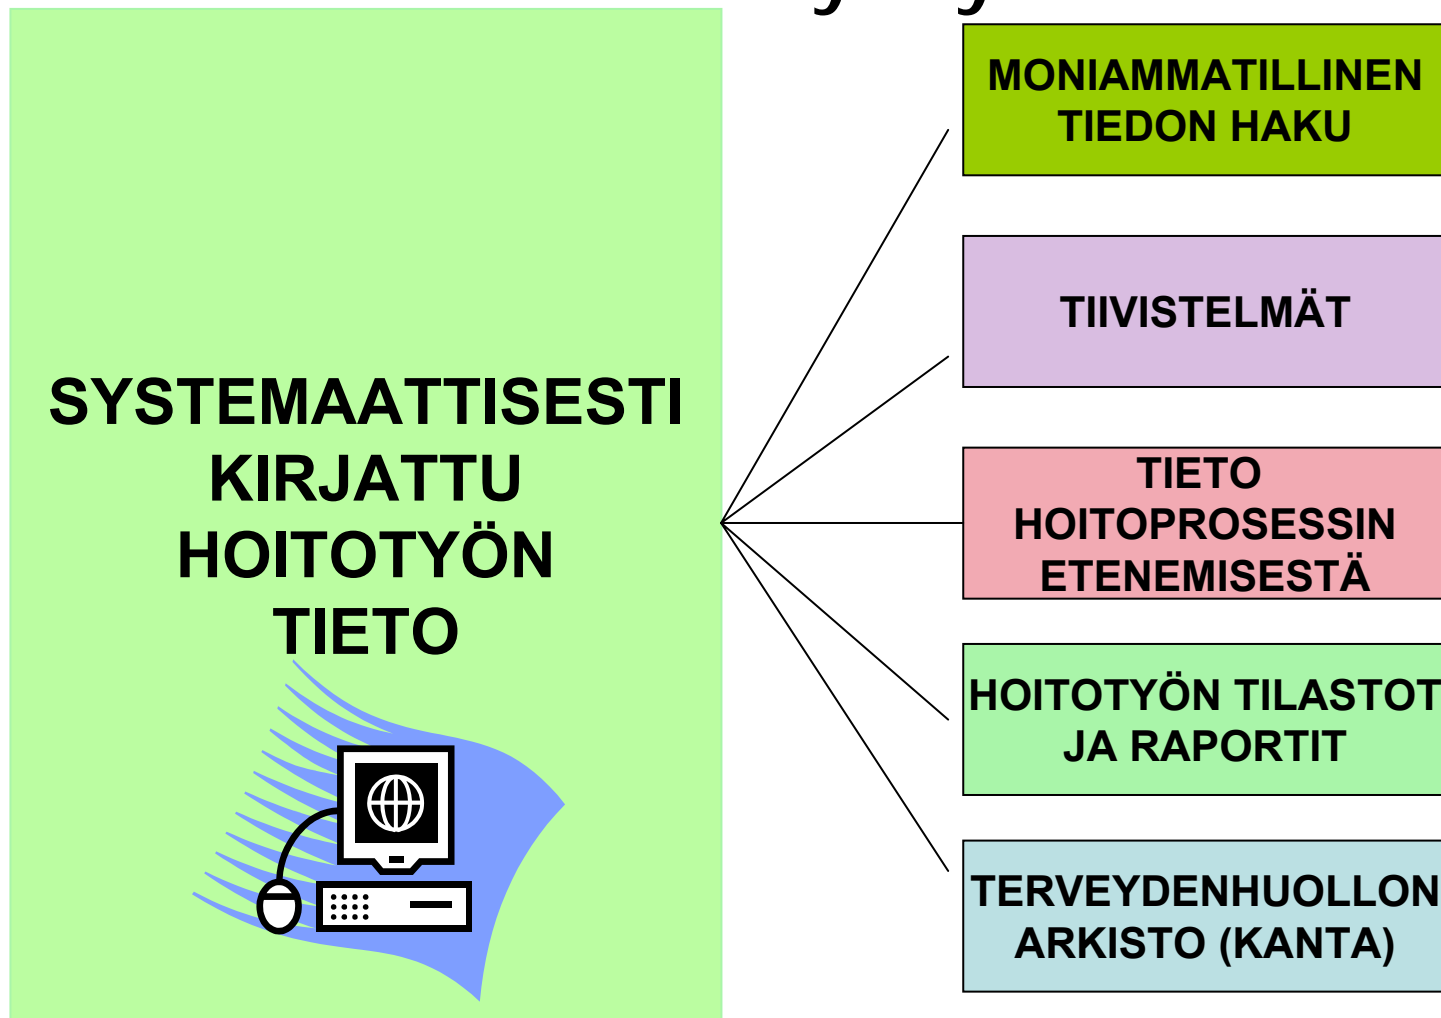 SYSTEMAATTISESTI
KIRJATTU
HOITOTYÖN
TIETO
MONIAMMATILLINEN
TIEDON HAKU
TIIVISTELMÄT
TIETO
HOITOPROSESSIN
ETENEMISESTÄ
HOITOTYÖN TILASTOT
JA RAPORTIT
TERVEYDENHUOLLON
ARKISTO (KANTA)